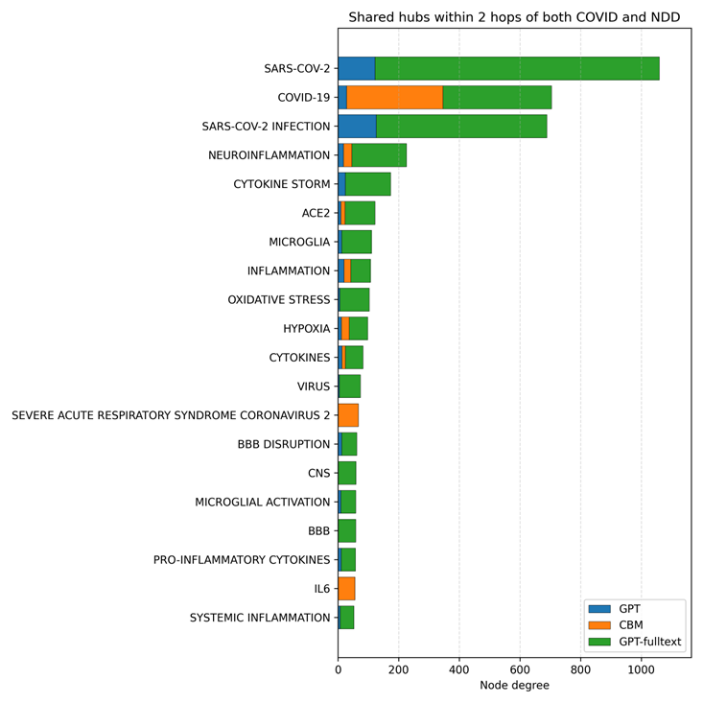 Shared hubs within 2 hops of both COVID and NDD
SARS-COV-2
COVID-19
SARS-COV-2 INFECTION
NEUROINFLAMMATION
CYTOKINE STORM
ACE2
MICROGLIA
INFLAMMATION
OXIDATIVE STRESS
HYPOXIA
CYTOKINES
VIRUS
SEVERE ACUTE RESPIRATORY SYNDROME CORONAVIRUS 2
BBB DISRUPTION
CNS
MICROGLIAL ACTIVATION
BBB
PRO-INFLAMMATORY CYTOKINES
IL6
SYSTEMIC INFLAMMATION
GPT
CBM
GPT-fulltext
0 200 400 600 800 1000
Node degree